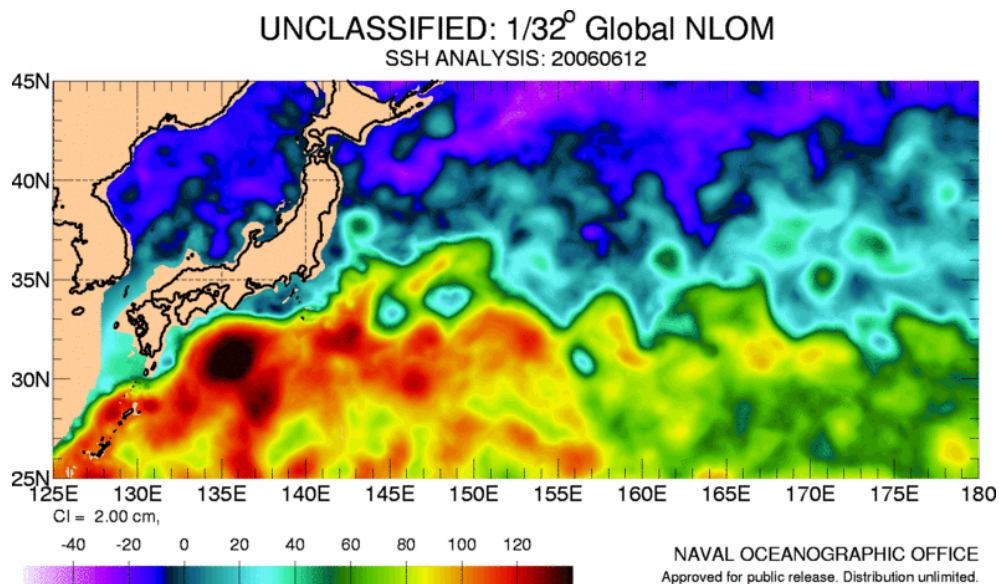 UNCLASSIFIED: 1/32° Global NLOM
SSH ANALYSIS: 20060612
45N
40N
35N
30N
25N
125E 130E 135E 140E 145E 150E 155E 160E 165E 170E 175E 180
CI = 2.00 cm,
-40 -20 0 20 40 60 80 100 120
NAVAL OCEANOGRAPHIC OFFICE
Approved for public release. Distribution unlimited.